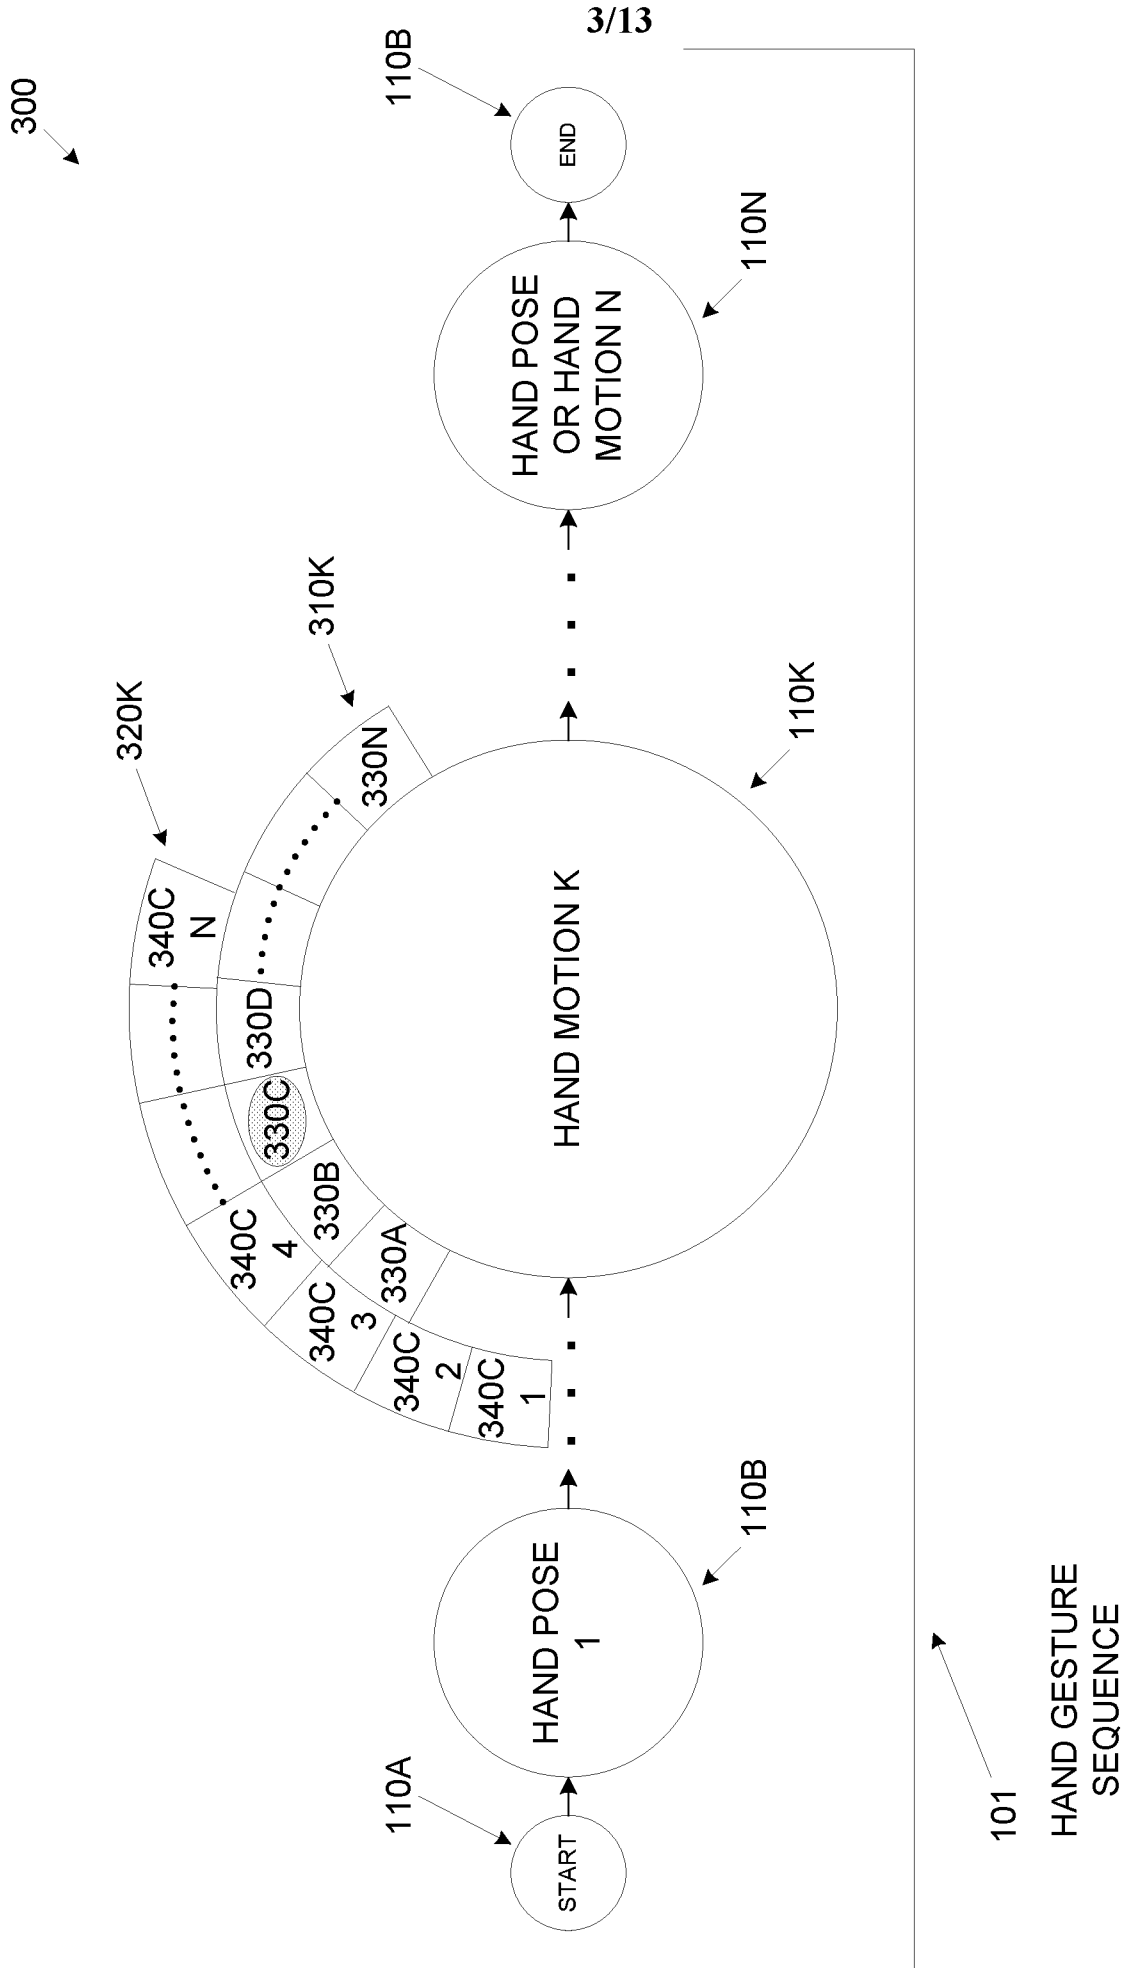 3/13
300
320K
310K
340C
1
340C
2
340C
3
340C
4
340C
N
330A
330B
330C
330D
330N
110A
START
HAND POSE
1
110B
HAND MOTION K
110K
HAND POSE
OR HAND
MOTION N
110N
END
110B
101
HAND GESTURE
SEQUENCE